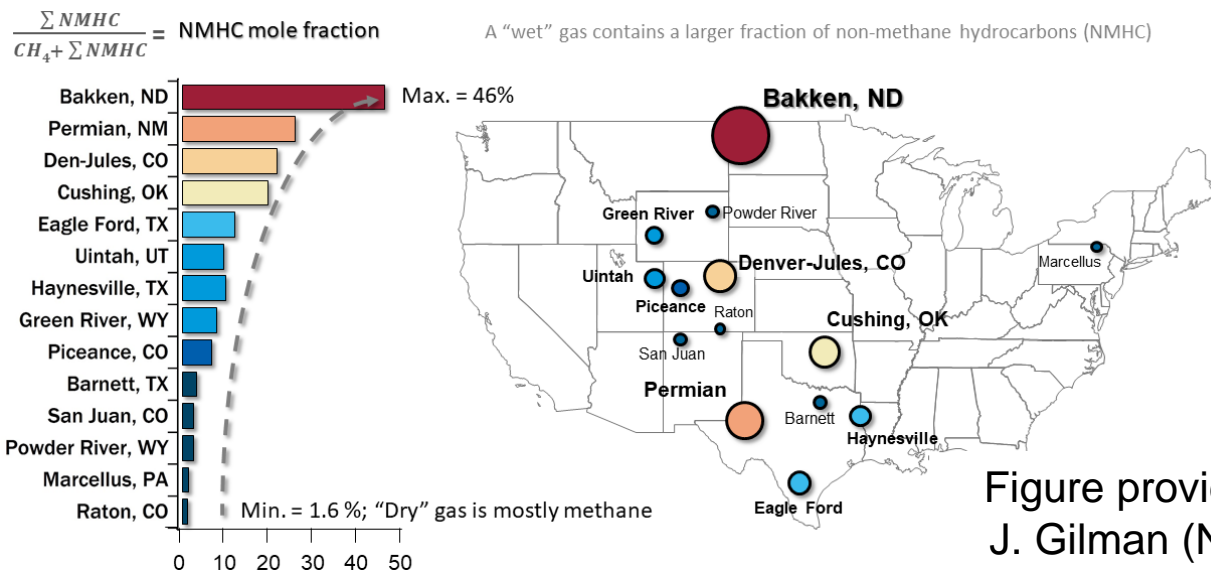 ∑ NMHC
CH₄+ ∑ NMHC
= NMHC mole fraction
A “wet” gas contains a larger fraction of non-methane hydrocarbons (NMHC)
Bakken, ND
Permian, NM
Den-Jules, CO
Cushing, OK
Eagle Ford, TX
Uintah, UT
Haynesville, TX
Green River, WY
Piceance, CO
Barnett, TX
San Juan, CO
Powder River, WY
Marcellus, PA
Raton, CO
Max. = 46%
Min. = 1.6 %; “Dry” gas is mostly methane
0 10 20 30 40 50
Bakken, ND
Green River
Powder River
Marcellus
Uintah
Denver-Jules, CO
Piceance
Raton
Cushing, OK
San Juan
Permian
Barnett
Haynesville
Eagle Ford
Figure
J. Gilman